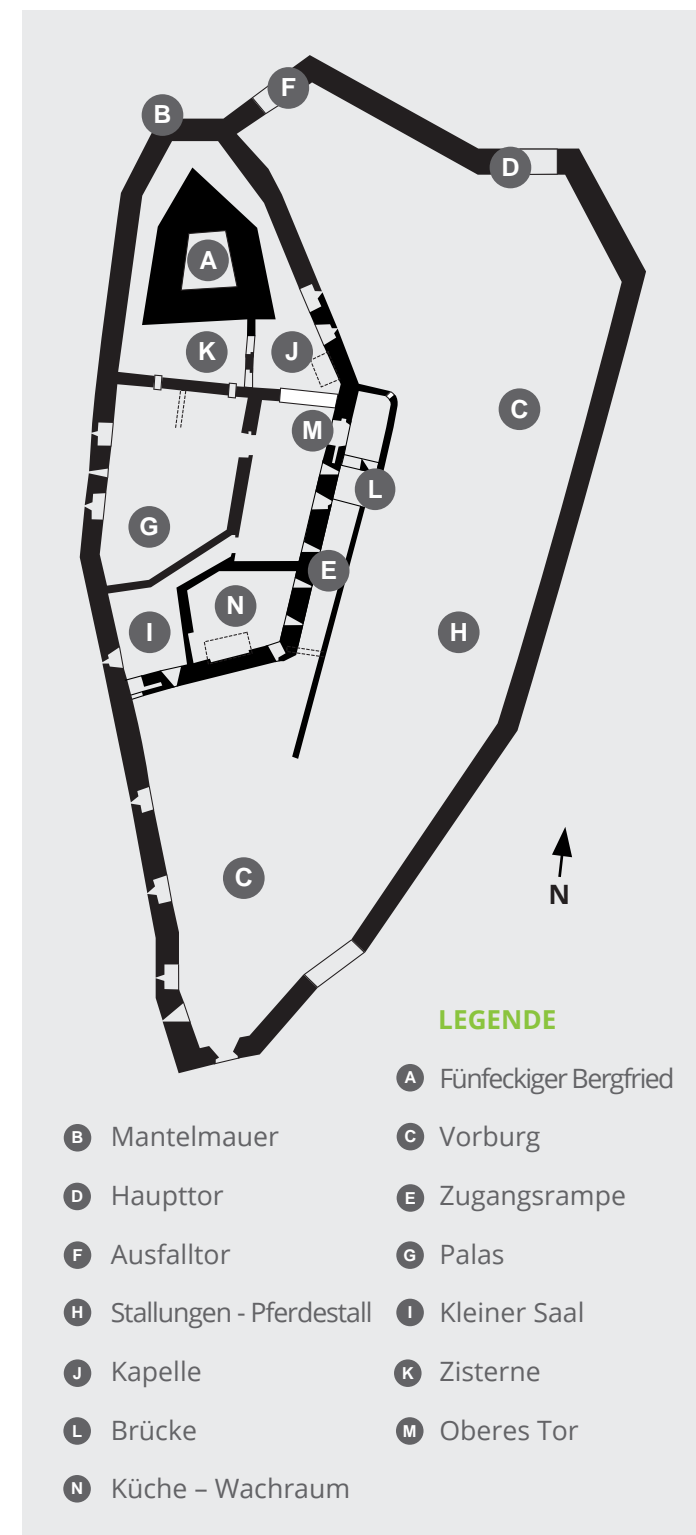 F
B
D
A
K
J
C
M
L
G
E
N
I
H
C
N
LEGENDE
A Fünfeckiger Bergfried
B Mantelmauer
C Vorburg
D Haupttor
E Zugangsrampe
F Ausfalltor
G Palas
H Stallungen - Pferdestall
I Kleiner Saal
J Kapelle
K Zisterne
L Brücke
M Oberes Tor
N Küche – Wachraum